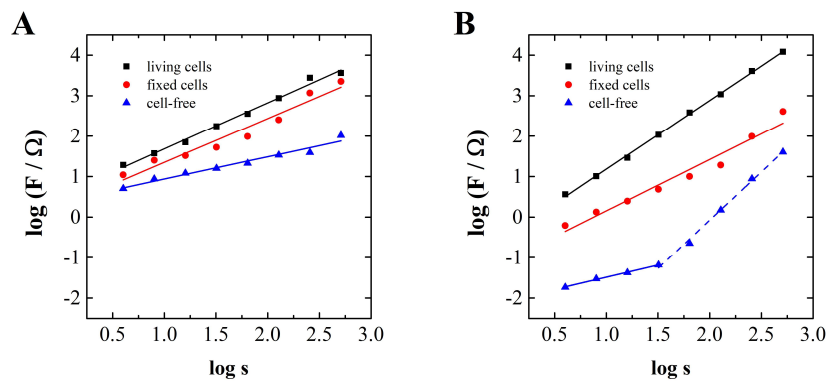 A
living cells
fixed cells
cell-free
log (F / Ω)
4
3
2
1
0
-1
-2
0.5 1.0 1.5 2.0 2.5 3.0
log s
B
living cells
fixed cells
cell-free
log (F / Ω)
4
3
2
1
0
-1
-2
0.5 1.0 1.5 2.0 2.5 3.0
log s